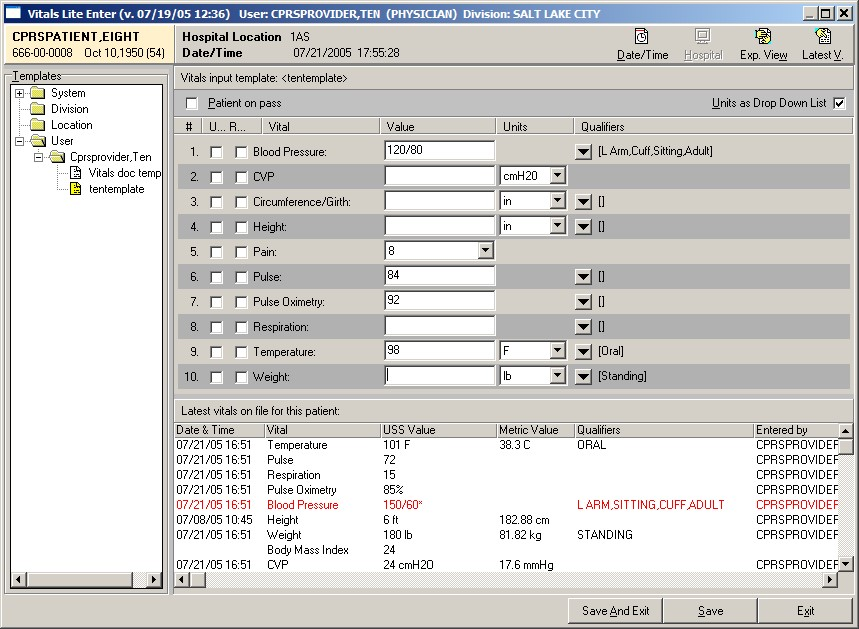 Vitals Lite Enter (v. 07/19/05 12:36) User: CPRSPROVIDER,TEN (PHYSICIAN) Division: SALT LAKE CITY
CPRSPATIENT,EIGHT
666-00-0008 Oct 10,1950 (54)
Hospital Location 1AS
Date/Time 07/21/2005 17:55:28
Date/Time Hospital Exp. View Latest V.
Templates
System
Division
Location
User
Cprsprovider,Ten
Vitals doc temp
tentemplate
Vitals input template: <tentemplate>
Patient on pass Units as Drop Down List
# U... R... Vital Value Units Qualifiers
1. Blood Pressure: 120/80 [L Arm,Cuff,Sitting,Adult]
2. CVP cmH20
3. Circumference/Girth: in []
4. Height: in []
5. Pain: 8
6. Pulse: 84 []
7. Pulse Oximetry: 92 []
8. Respiration: []
9. Temperature: 98 F [Oral]
10. Weight: lb [Standing]
Latest vitals on file for this patient:
Date & Time Vital USS Value Metric Value Qualifiers Entered by
07/21/05 16:51 Temperature 101 F 38.3 C ORAL CPRSPROVIDER
07/21/05 16:51 Pulse 72 CPRSPROVIDER
07/21/05 16:51 Respiration 15 CPRSPROVIDER
07/21/05 16:51 Pulse Oximetry 85% CPRSPROVIDER
07/21/05 16:51 Blood Pressure 150/60* L ARM,SITTING,CUFF,ADULT CPRSPROVIDER
07/08/05 10:45 Height 6 ft 182.88 cm CPRSPROVIDER
07/21/05 16:51 Weight 180 lb 81.82 kg STANDING CPRSPROVIDER
Body Mass Index 24
07/21/05 16:51 CVP 24 cmH2O 17.6 mmHg CPRSPROVIDER
Save And Exit Save Exit